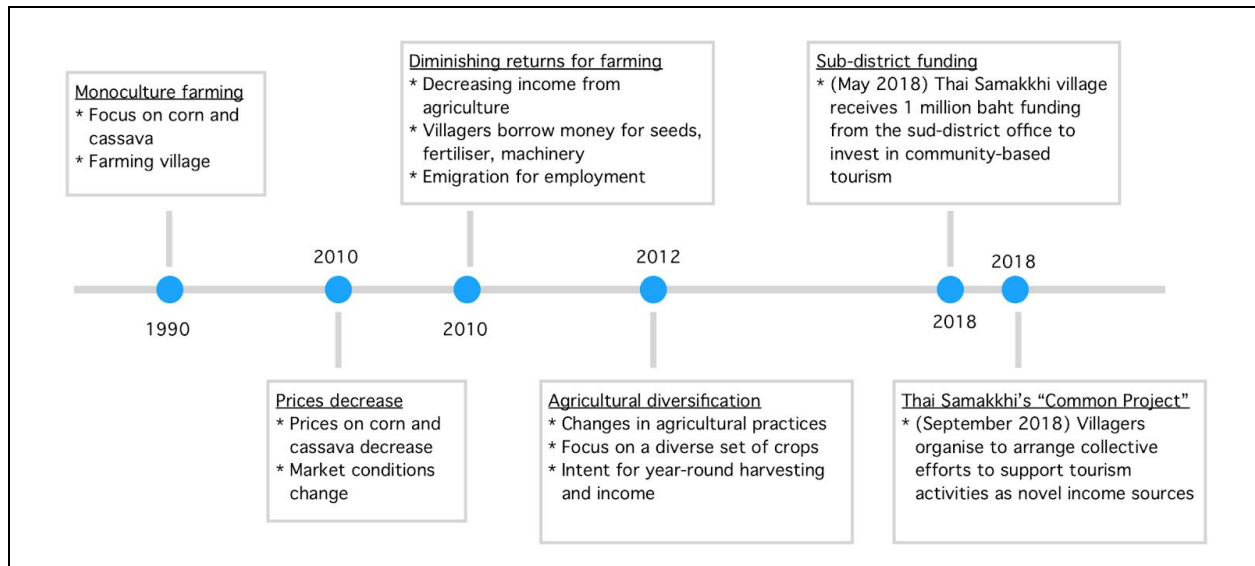 Monoculture farming
* Focus on corn and
cassava
* Farming village
1990
2010
Prices decrease
* Prices on corn and
cassava decrease
* Market conditions
change
Diminishing returns for farming
* Decreasing income from
agriculture
* Villagers borrow money for seeds,
fertiliser, machinery
* Emigration for employment
2010
2012
Agricultural diversification
* Changes in agricultural practices
* Focus on a diverse set of crops
* Intent for year-round harvesting
and income
Sub-district funding
* (May 2018) Thai Samakkhi village
receives 1 million baht funding
from the sud-district office to
invest in community-based
tourism
2018
2018
Thai Samakkhi’s “Common Project”
* (September 2018) Villagers
organise to arrange collective
efforts to support tourism
activities as novel income sources